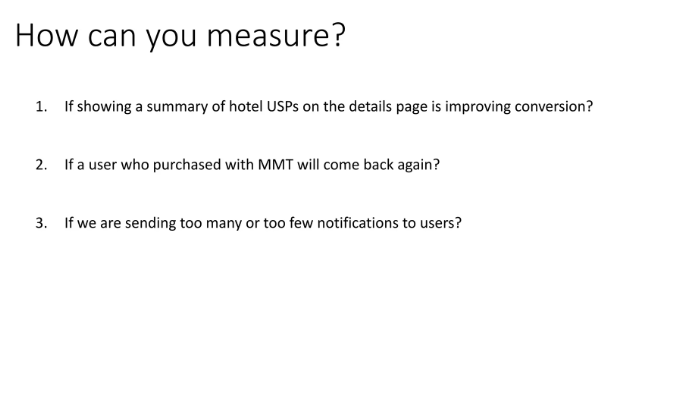 How can you measure?
1. If showing a summary of hotel USPs on the details page is improving conversion?
2. If a user who purchased with MMT will come back again?
3. If we are sending too many or too few notifications to users?